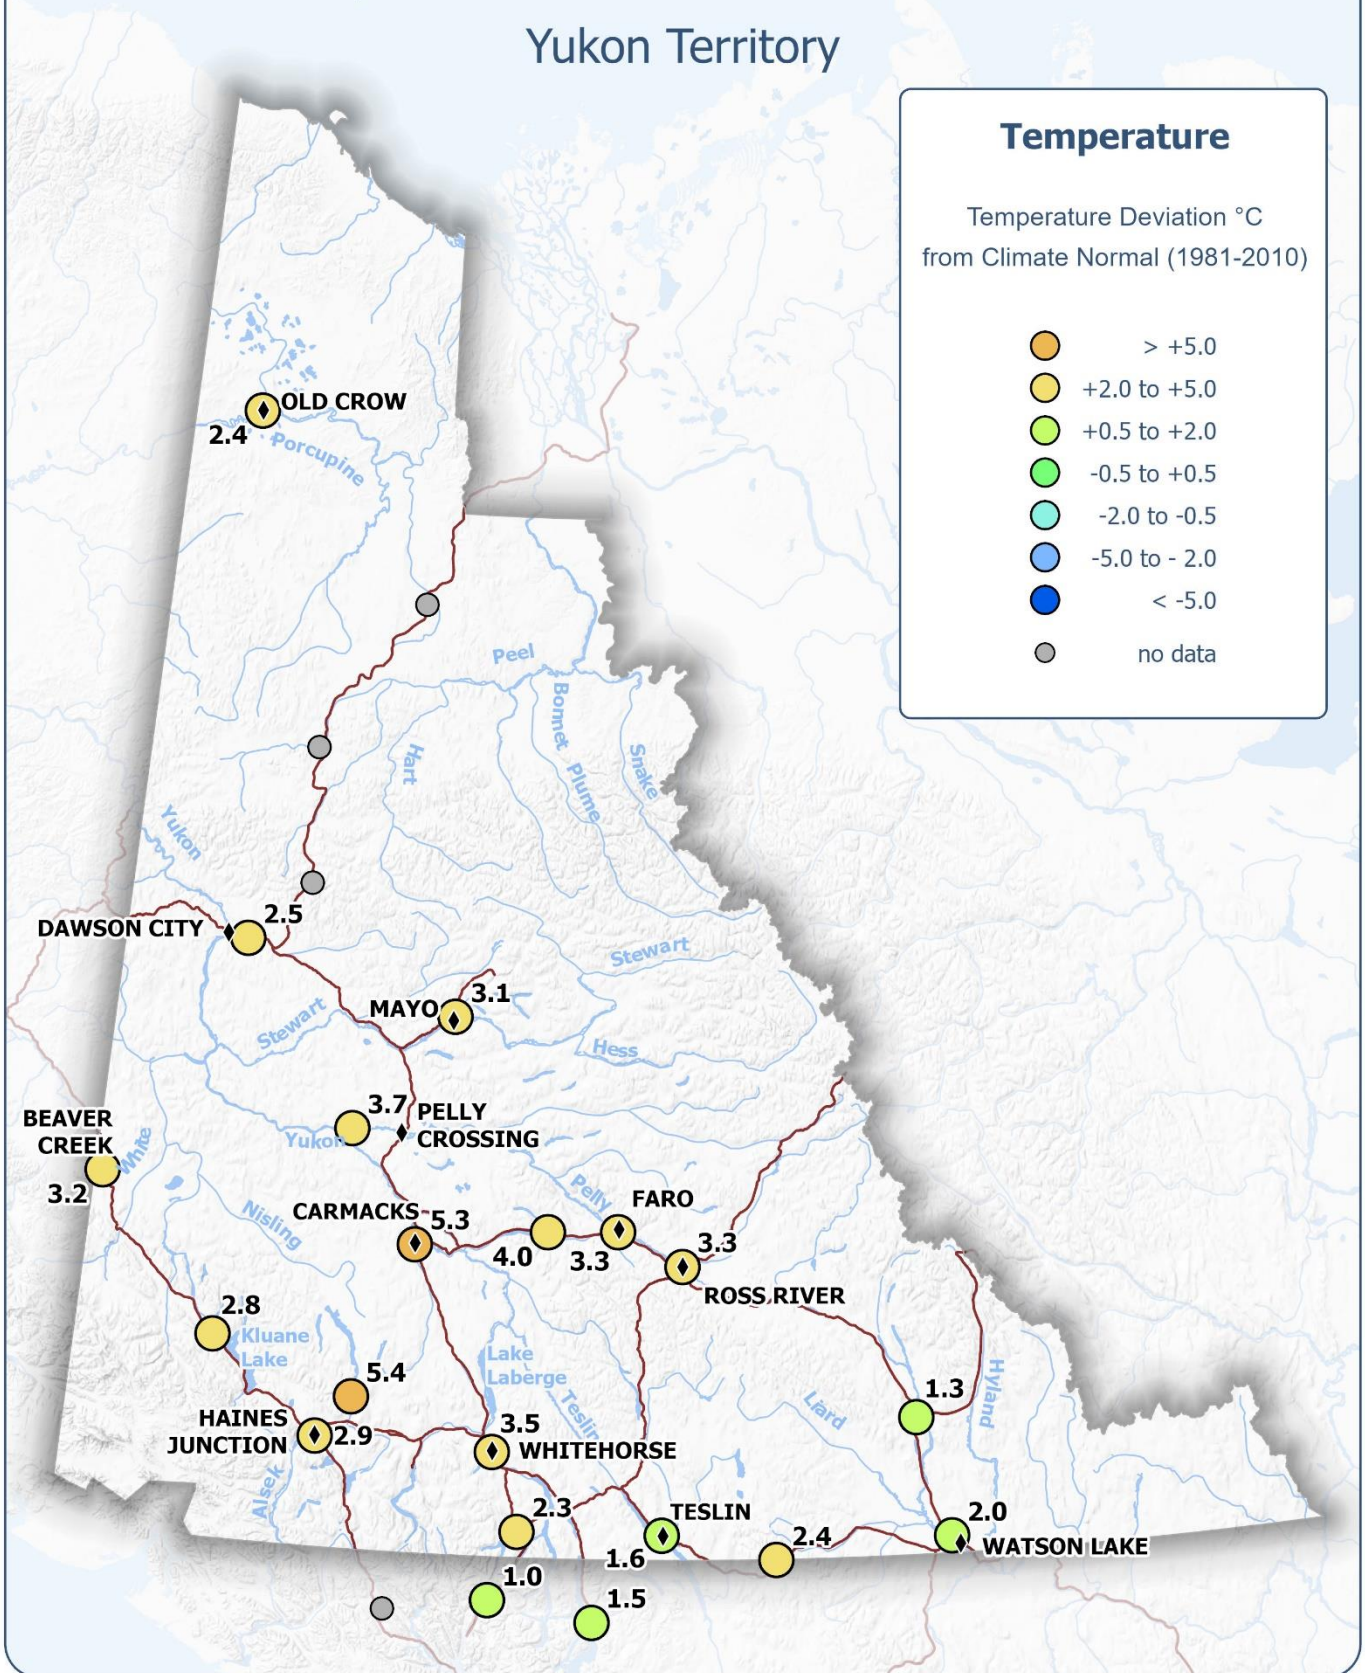 Yukon Territory
Temperature
Temperature Deviation °C
from Climate Normal (1981-2010)
> +5.0
+2.0 to +5.0
+0.5 to +2.0
-0.5 to +0.5
-2.0 to -0.5
-5.0 to - 2.0
< -5.0
no data
OLD CROW
2.4
Porcupine
Peel
Bonnet
Plume
Snake
Hart
Yukon
2.5
DAWSON CITY
Stewart
MAYO
3.1
Stewart
Hess
3.7
PELLY
CROSSING
Yukon
BEAVER
CREEK
White
3.2
Nisling
Pelly
FARO
CARMACKS
5.3
4.0
3.3
3.3
ROSS RIVER
2.8
Kluane
Lake
Lake
Laberge
5.4
Teslin
Liard
1.3
Hyland
HAINES
JUNCTION
2.9
3.5
WHITEHORSE
Alsek
2.3
TESLIN
1.6
2.4
2.0
WATSON LAKE
1.0
1.5